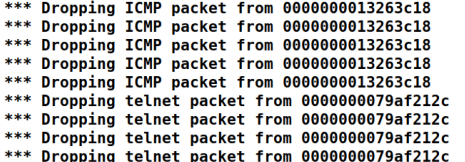 *** Dropping ICMP packet from 0000000013263c18
*** Dropping ICMP packet from 0000000013263c18
*** Dropping ICMP packet from 0000000013263c18
*** Dropping ICMP packet from 0000000013263c18
*** Dropping ICMP packet from 0000000013263c18
*** Dropping telnet packet from 0000000079af212c
*** Dropping telnet packet from 0000000079af212c
*** Dropping telnet packet from 0000000079af212c
*** Dropping telnet packet from 0000000079af212c